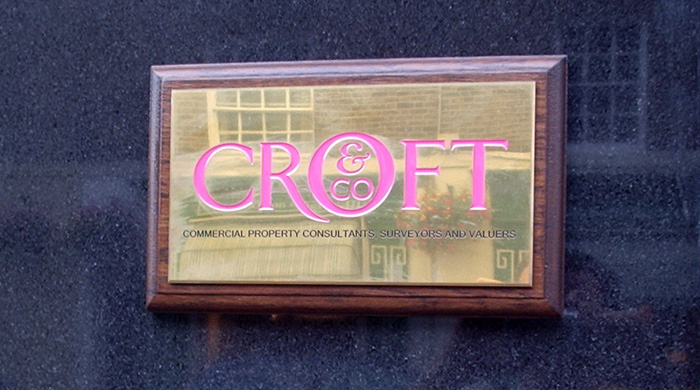 CROFT
& CO
COMMERCIAL PROPERTY CONSULTANTS, SURVEYORS AND VALUERS